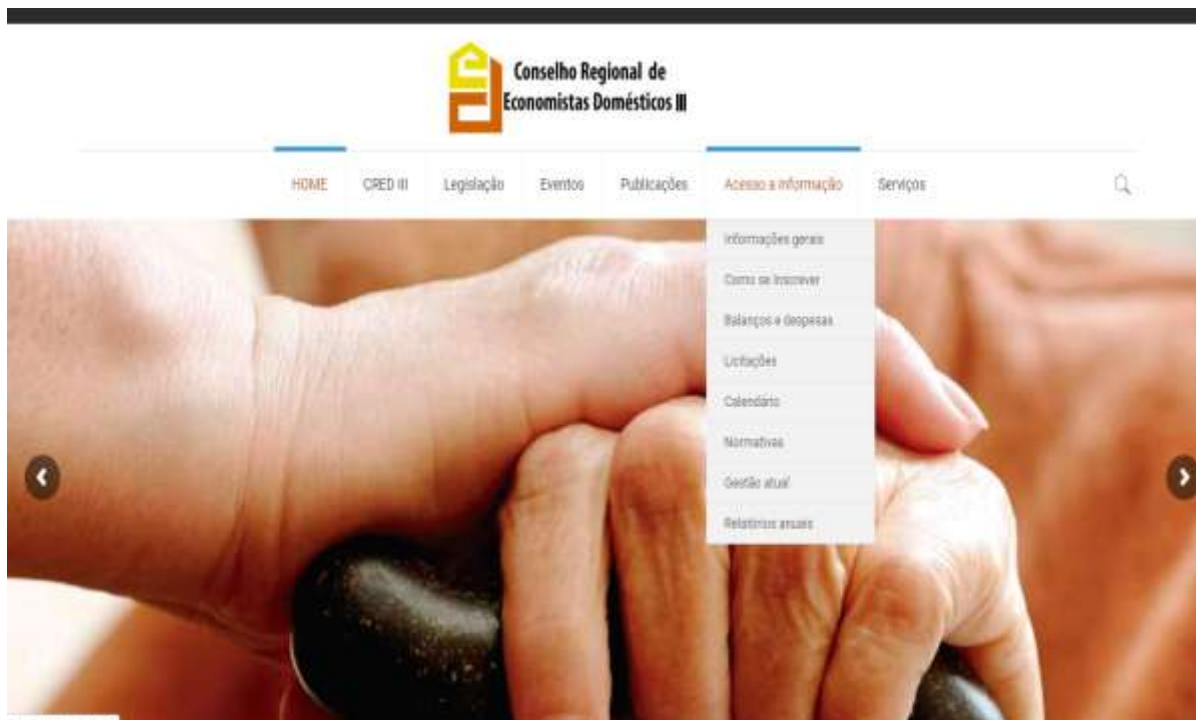 Conselho Regional de
Economistas Domésticos III
HOME CRED III Legislação Eventos Publicações Acesso a informação Serviços
Informações gerais
Como se inscrever
Balanços e despesas
Licitações
Calendário
Normativas
Gestão atual
Relatórios anuais